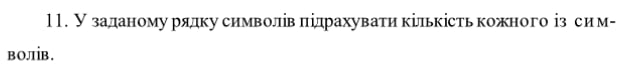 11. У заданому рядку символів підрахувати кількість кожного із сим-
волів.